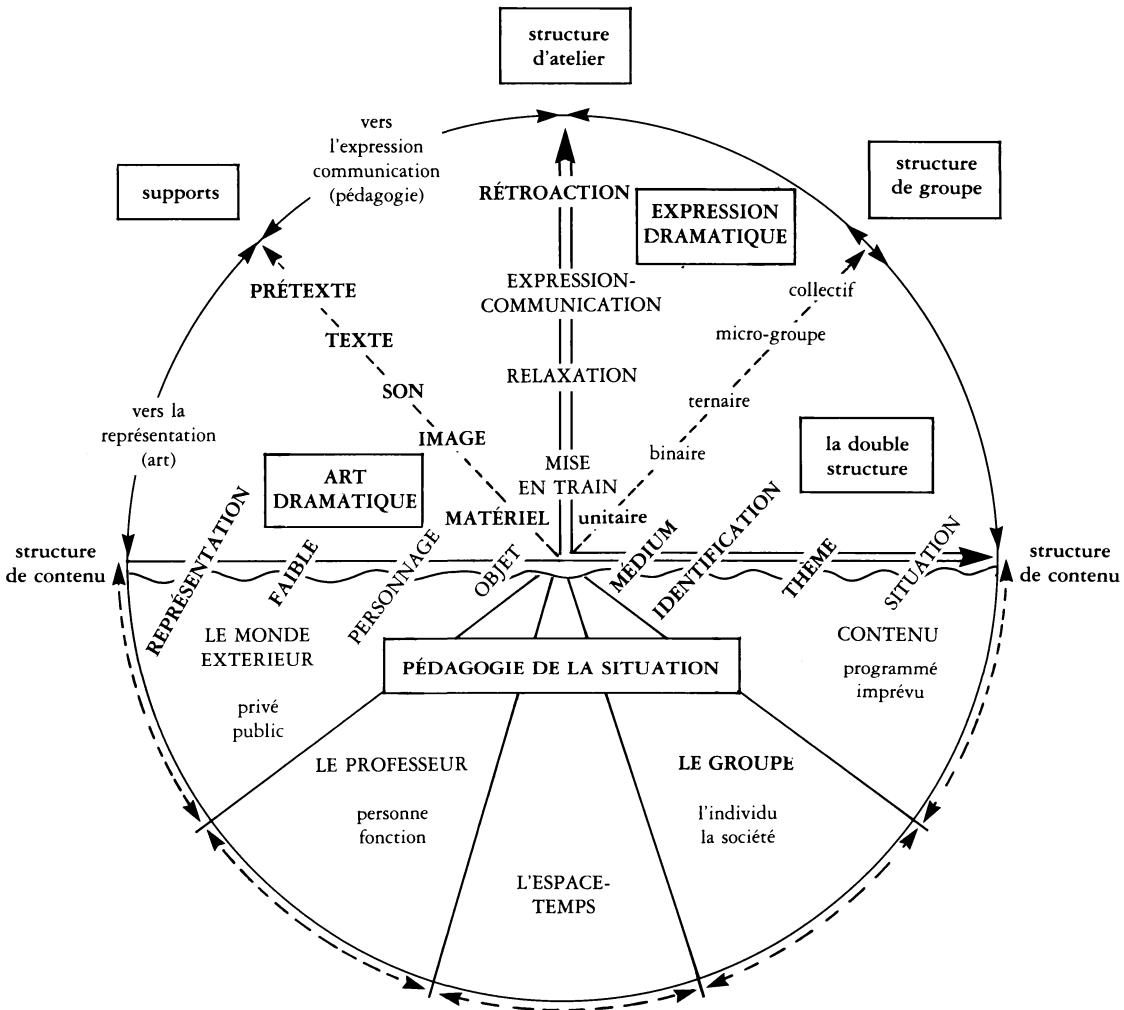 structure
d'atelier
vers
l'expression
communication
(pédagogie)
supports
structure
de groupe
RÉTROACTION
EXPRESSION
DRAMATIQUE
PRÉTEXTE
EXPRESSION-
COMMUNICATION
collectif
TEXTE
micro-groupe
SON
RELAXATION
ternaire
vers la
représentation
(art)
IMAGE
binaire
la double
structure
ART
DRAMATIQUE
MISE
EN TRAIN
MATÉRIEL
unitaire
structure
de contenu
REPRÉSENTATION
FAIBLE
PERSONNAGE
OBJET
MÉDIUM
IDENTIFICATION
THEME
SITUATION
structure
de contenu
LE MONDE
EXTERIEUR
privé
public
PÉDAGOGIE DE LA SITUATION
CONTENU
programmé
imprévu
LE PROFESSEUR
personne
fonction
LE GROUPE
l'individu
la société
L'ESPACE-
TEMPS